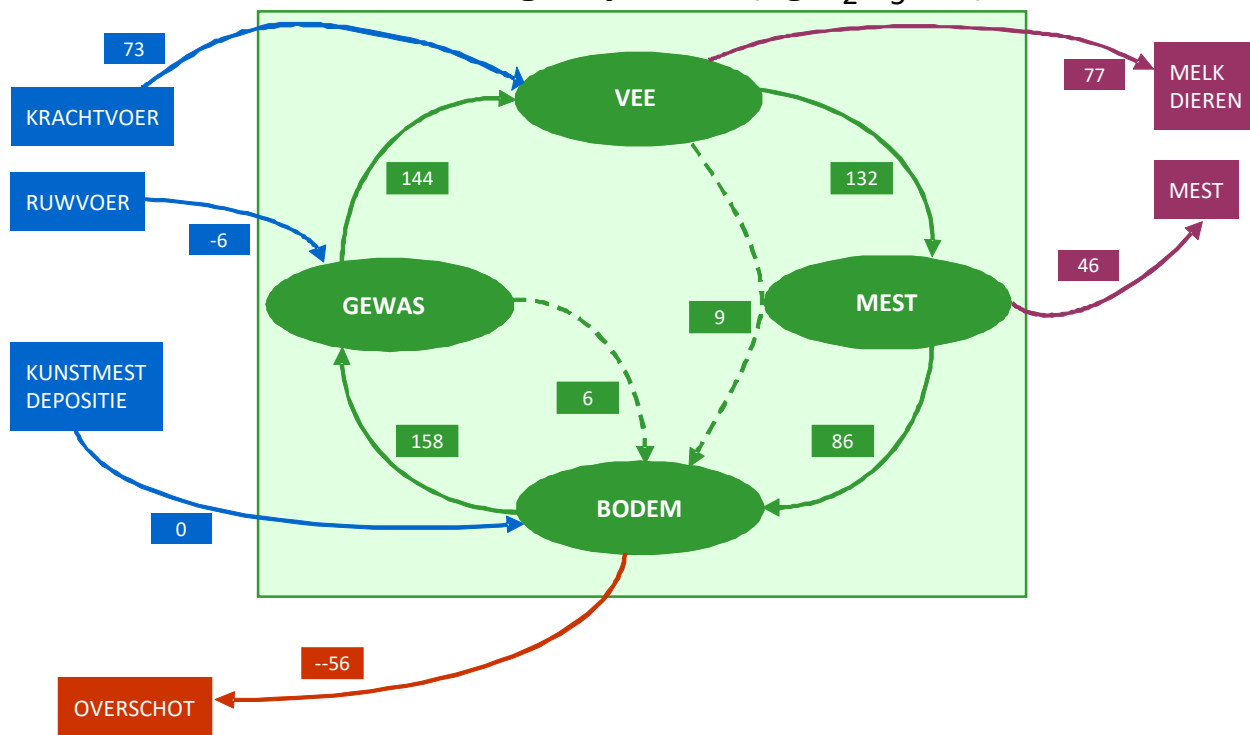 73
VEE
77
MELK
DIEREN
KRACHTVOER
144
132
MEST
RUWVOER
-6
46
GEWAS
MEST
9
KUNSTMEST
DEPOSITIE
6
158
86
BODEM
0
--56
OVERSCHOT